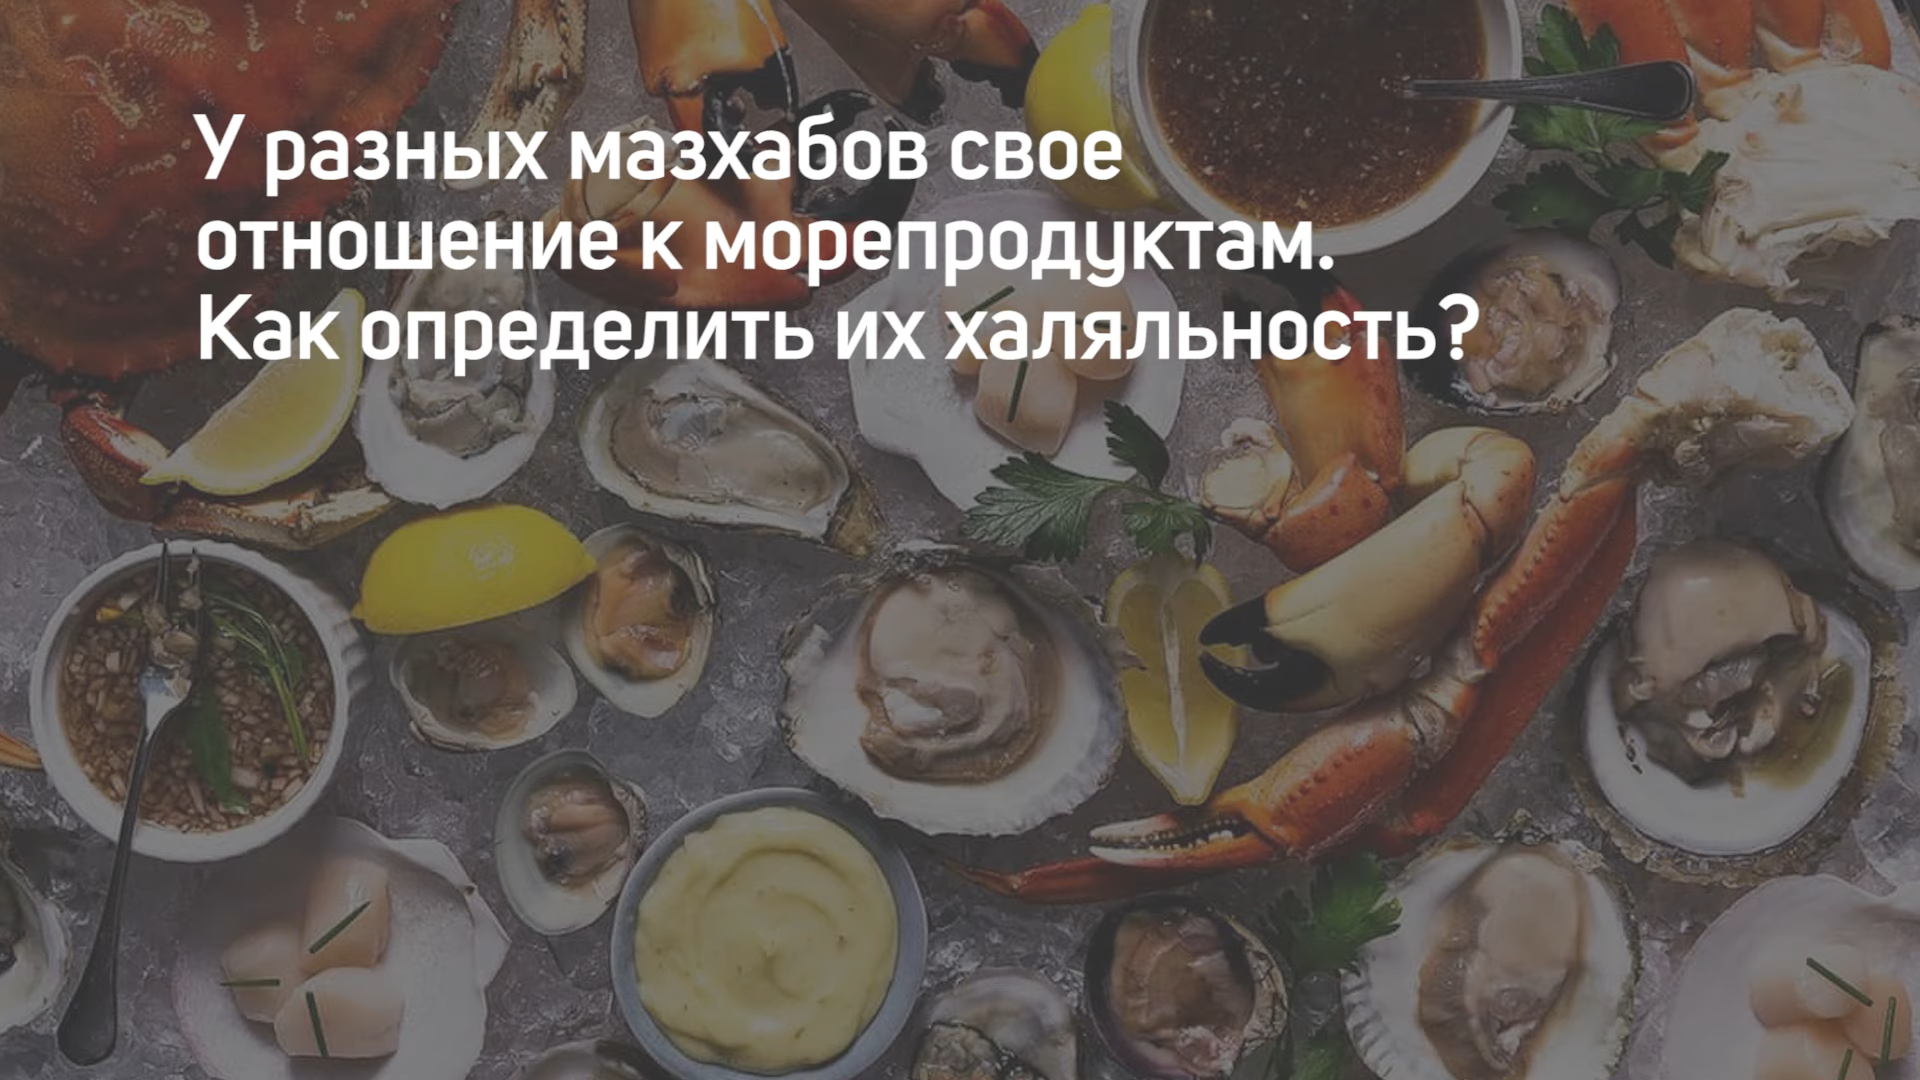 У разных мазхабов свое
отношение к морепродуктам.
Как определить их халяльность?